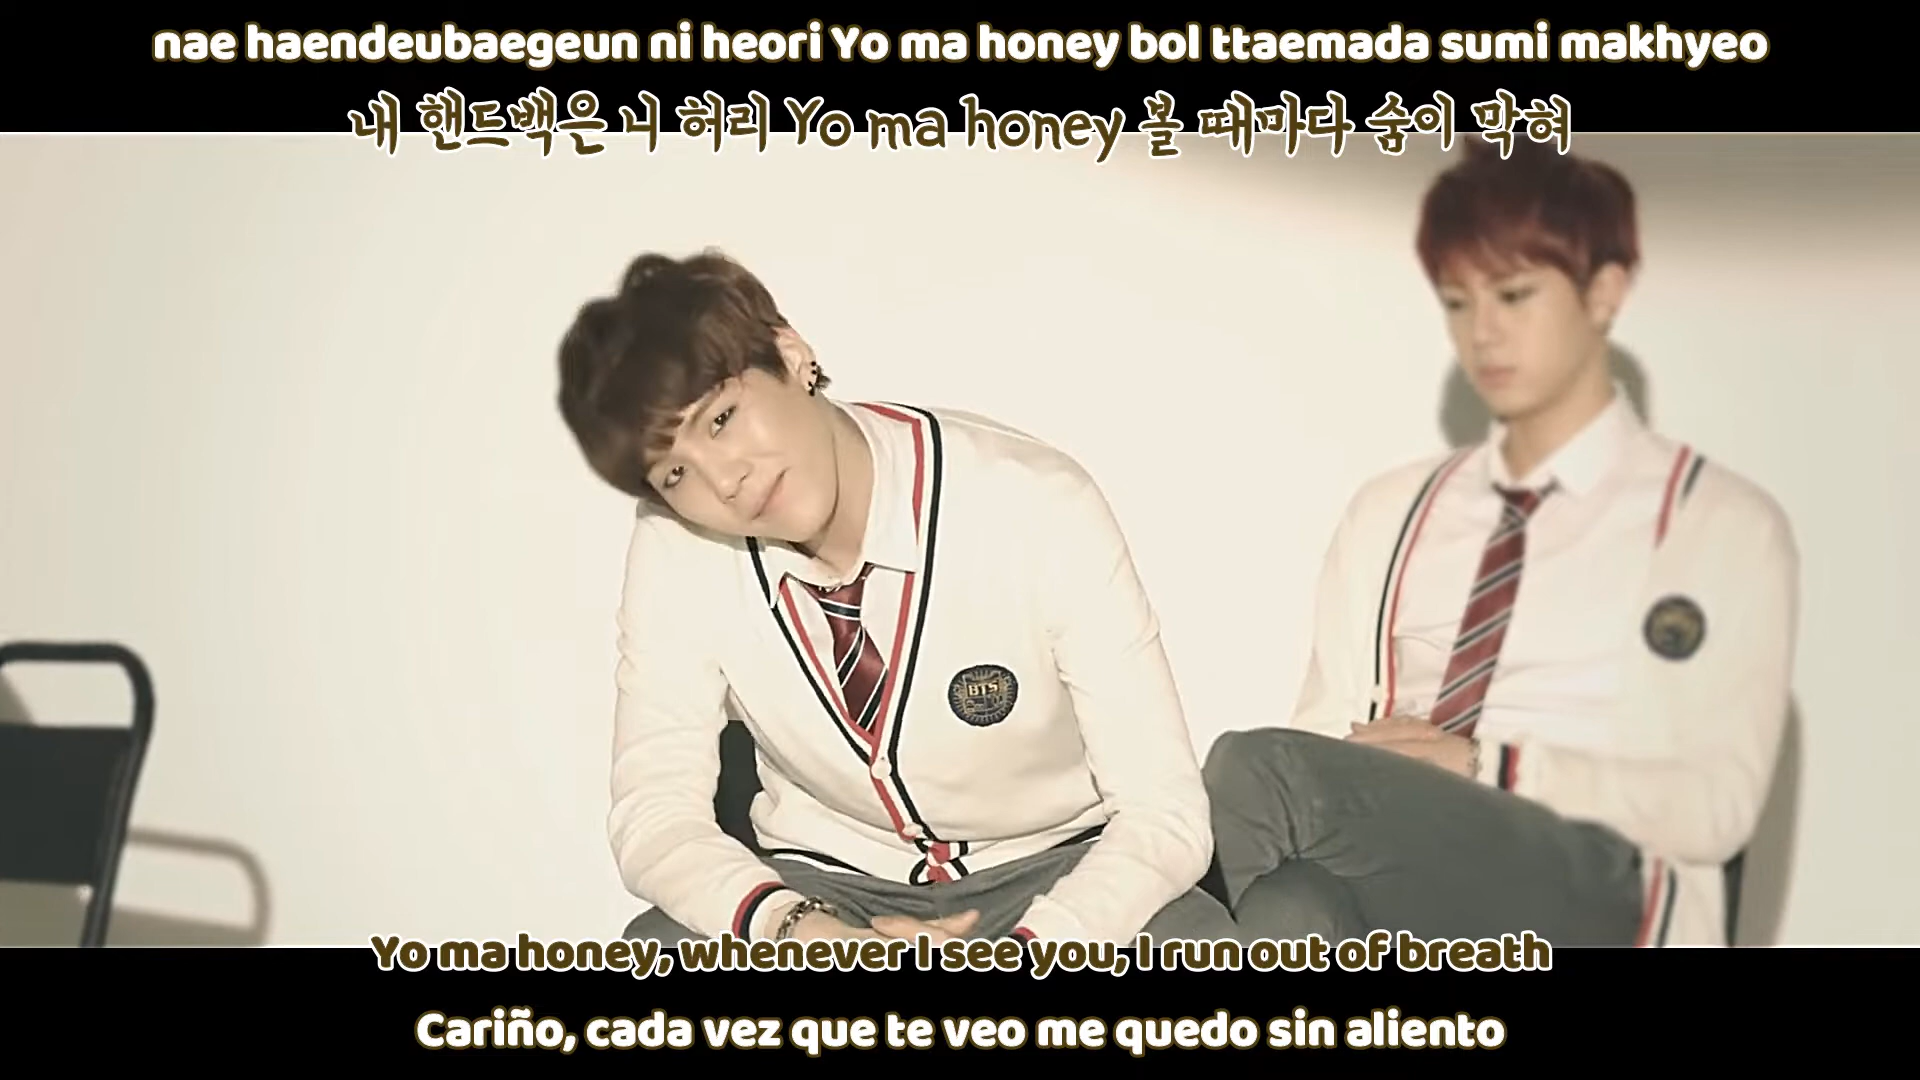 nae haendeubaegeun ni heori Yo ma honey bol ttaemada sumi makhyeo
내 핸드백은 니 허리 Yo ma honey 볼 때마다 숨이 막혀
BTS
Yo ma honey, whenever I see you, I run out of breath
Cariño, cada vez que te veo me quedo sin aliento